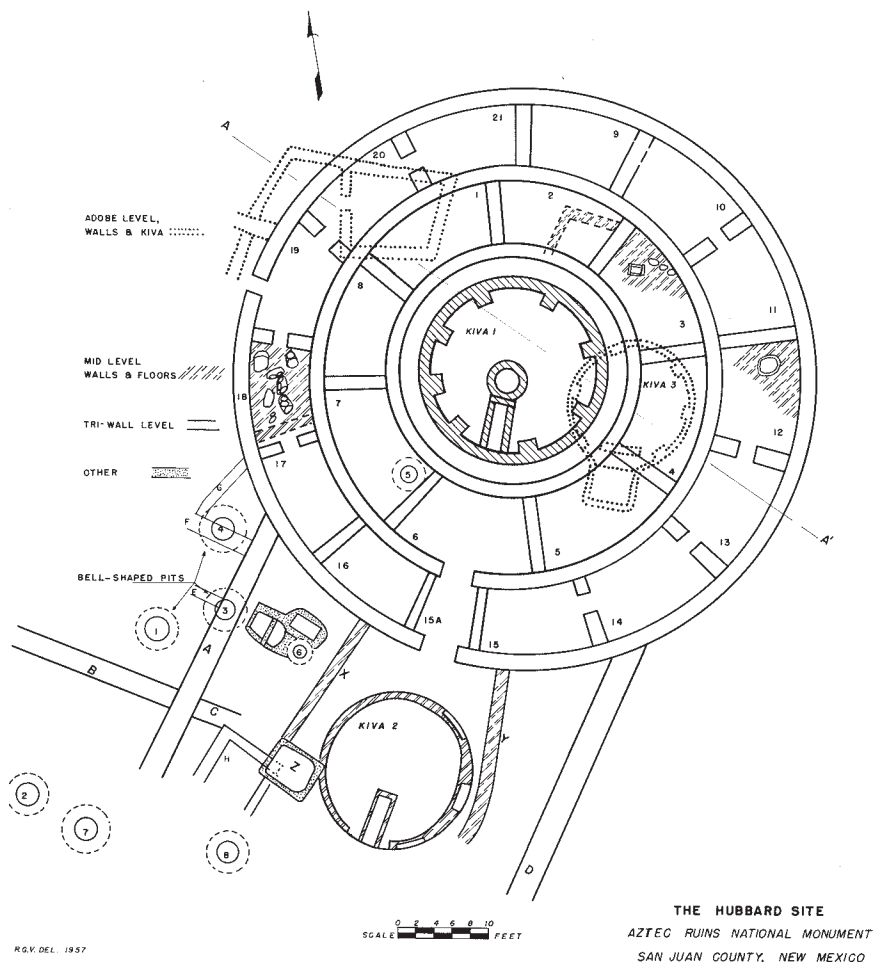 A
21
9
20
1
2
10
ADOBE LEVEL,
WALLS & KIVA
19
8
KIVA 1
3
11
MID LEVEL
WALLS & FLOORS
KIVA 3
18
7
TRI-WALL LEVEL
12
17
5
4
OTHER
G
6
F
4
5
13
A'
16
BELL-SHAPED PITS
E
3
15A
15
14
1
6
A
B
X
C
KIVA 2
Y
H
Z
2
7
8
D
THE HUBBARD SITE
0 2 4 6 8 10
SCALE FEET
AZTEC RUINS NATIONAL MONUMENT
R.G.V. DEL. 1957
SAN JUAN COUNTY, NEW MEXICO